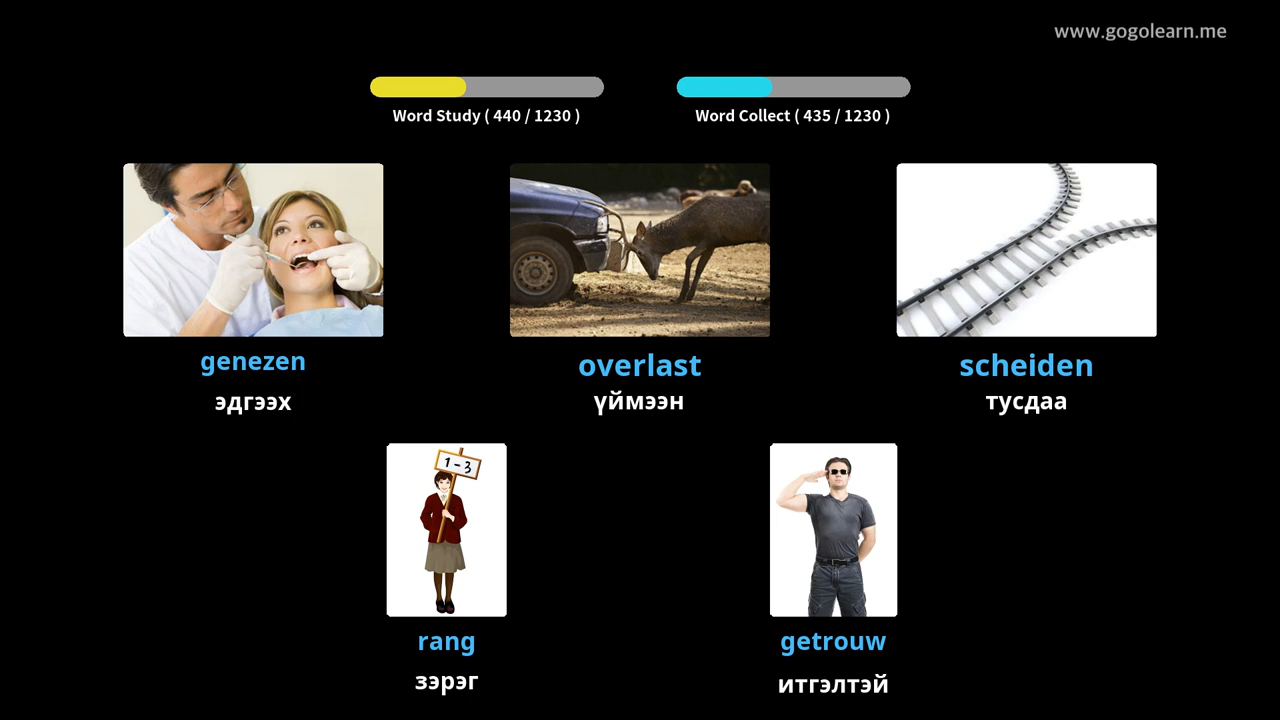 www.gogolearn.me
Word Study ( 440 / 1230 )
Word Collect ( 435 / 1230 )
genezen
overlast
scheiden
эдгээх
үймээн
тусдаа
1 - 3
rang
getrouw
зэрэг
итгэлтэй